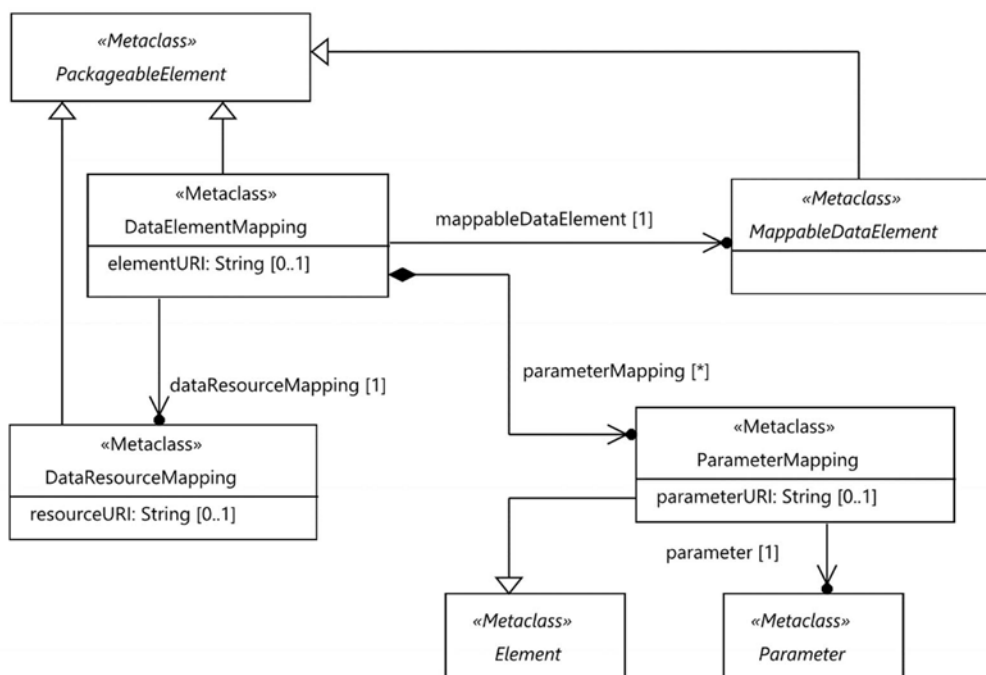 «Metaclass»
PackageableElement
«Metaclass»
DataElementMapping
elementURI: String [0..1]
mappableDataElement [1]
«Metaclass»
MappableDataElement
parameterMapping [*]
dataResourceMapping [1]
«Metaclass»
DataResourceMapping
resourceURI: String [0..1]
«Metaclass»
ParameterMapping
parameterURI: String [0..1]
parameter [1]
«Metaclass»
Element
«Metaclass»
Parameter